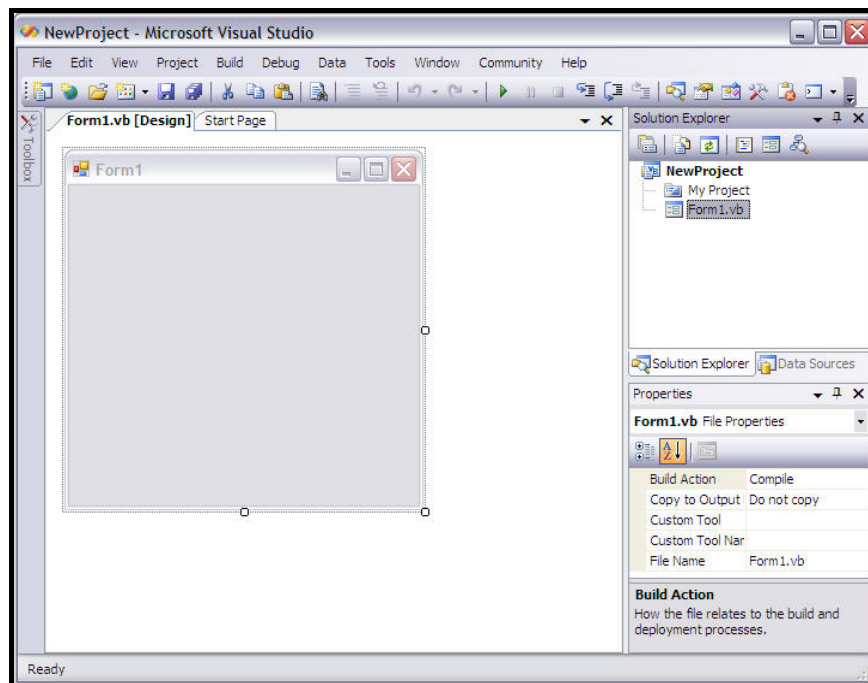 NewProject - Microsoft Visual Studio
File Edit View Project Build Debug Data Tools Window Community Help
Form1.vb [Design] Start Page
Toolbox
Form1
Solution Explorer
NewProject
My Project
Form1.vb
Solution Explorer Data Sources
Properties
Form1.vb File Properties
Build Action Compile
Copy to Output Do not copy
Custom Tool
Custom Tool Nar
File Name Form1.vb
Build Action
How the file relates to the build and
deployment processes.
Ready